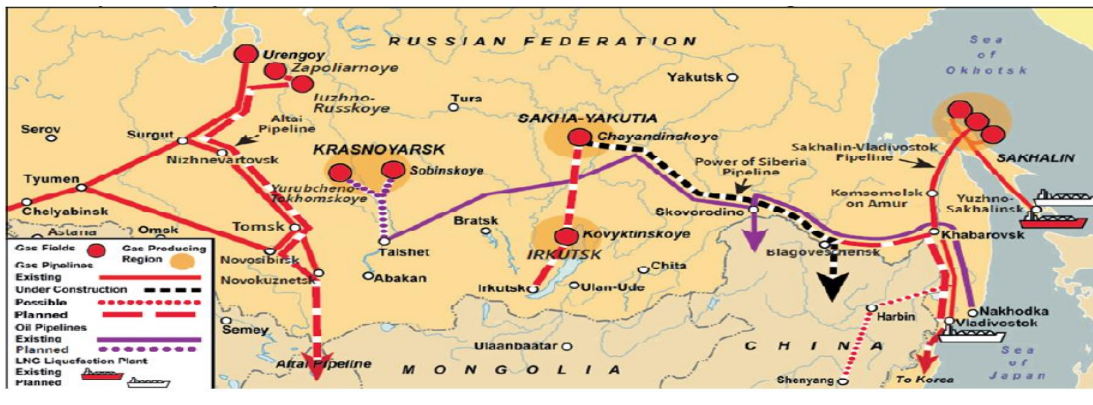 RUSSIAN FEDERATION
Sea
of
Okhotsk
Urengoy
Zapoliarnoye
Iuzhno-
Russkoye
Altai
Pipeline
Serov
Surgut
Nizhnevartovsk
Tyumen
Chelyabinsk
Astana
Omsk
Tomsk
Novosibirsk
Novokuznetsk
Semey
Altai Pipeline
Tura
Yakutsk
KRASNOYARSK
Sobinskoye
Yurubcheno-
Tokhomskoye
Taishet
Abakan
Bratsk
SAKHA-YAKUTIA
Chayandinskoye
Power of Siberia
Pipeline
Skovorodino
Kovyktinskoye
IRKUTSK
Irkutsk
Ulan-Ude
Chita
Ulaanbaatar
MONGOLIA
Blagoveshensk
CHINA
Harbin
Shenyang
Sakhalin-Vladivostok
Pipeline
SAKHALIN
Komsomolsk
on Amur
Yuzhno-
Sakhalinsk
Khabarovsk
Nakhodka
Vladivostok
To Korea
Sea
of
Japan
Gas Fields
Gas Producing
Region
Gas Pipelines
Existing
Under Construction
Possible
Planned
Oil Pipelines
Existing
Planned
LNG Liquefaction Plant
Existing
Planned